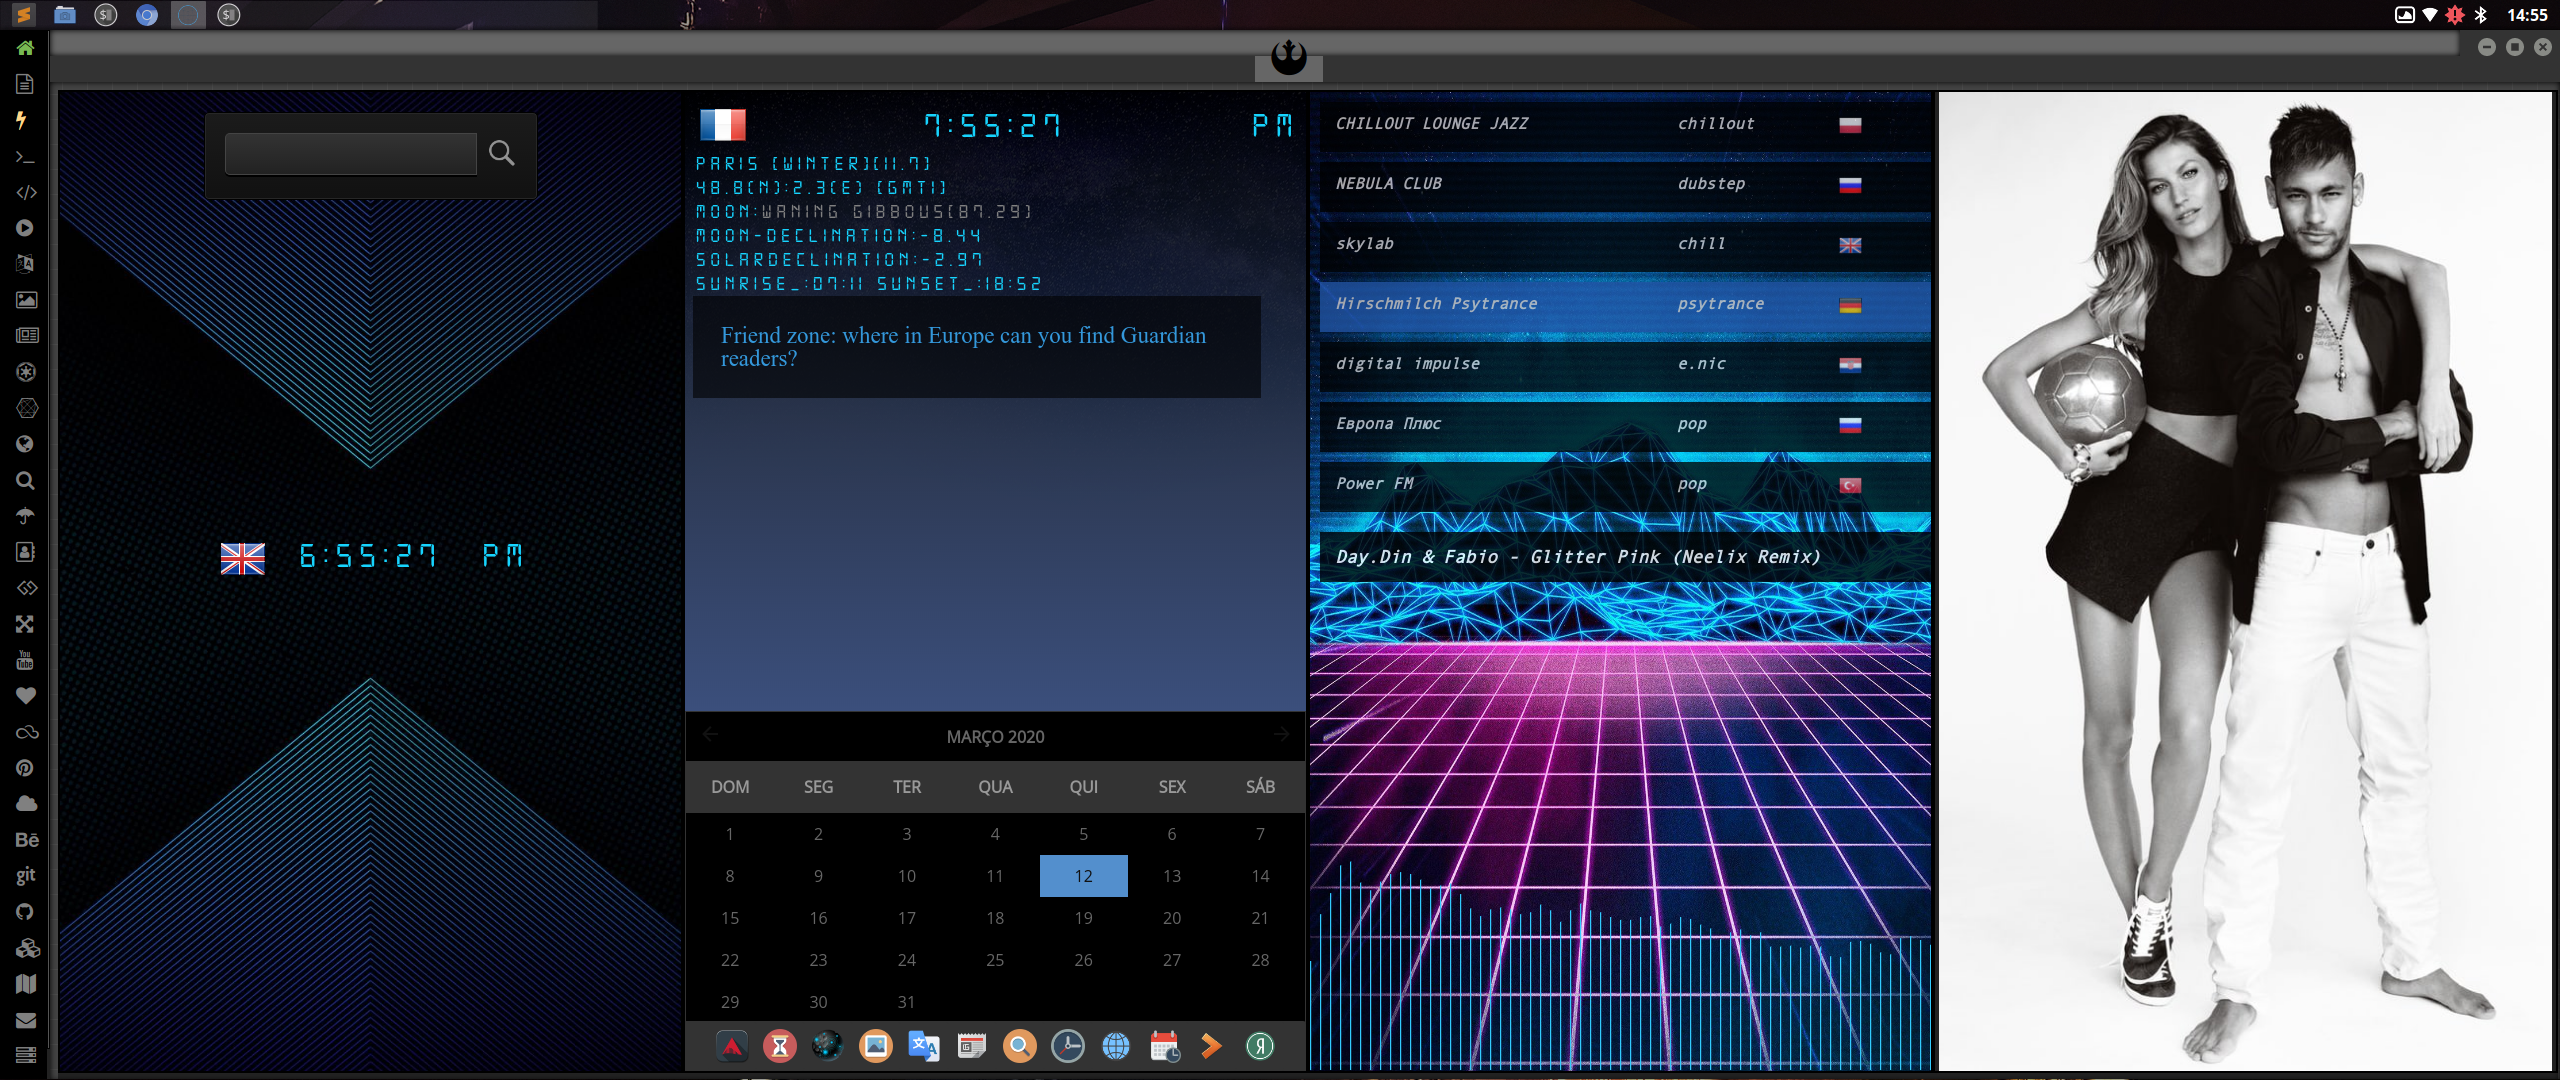 14:55
You
Tube
Bē
git
6:55:27 PM
7:55:27 PM
PARIS (WINTER)(11.7)
48.8(N):2.3(E) (GMT1)
MOON:WANING GIBBOUS(87.29)
MOON-DECLINATION:-8.44
SOLARDECLINATION:-2.97
SUNRISE_:07:11 SUNSET_:18:52
Friend zone: where in Europe can you find Guardian
readers?
MARÇO 2020
DOM SEG TER QUA QUI SEX SÁB
1 2 3 4 5 6 7
8 9 10 11 12 13 14
15 16 17 18 19 20 21
22 23 24 25 26 27 28
29 30 31
CHILLOUT LOUNGE JAZZ chillout
NEBULA CLUB dubstep
skylab chill
Hirschmilch Psytrance psytrance
digital impulse e.nic
Европа Плюс pop
Power FM pop
Day.Din & Fabio - Glitter Pink (Neelix Remix)